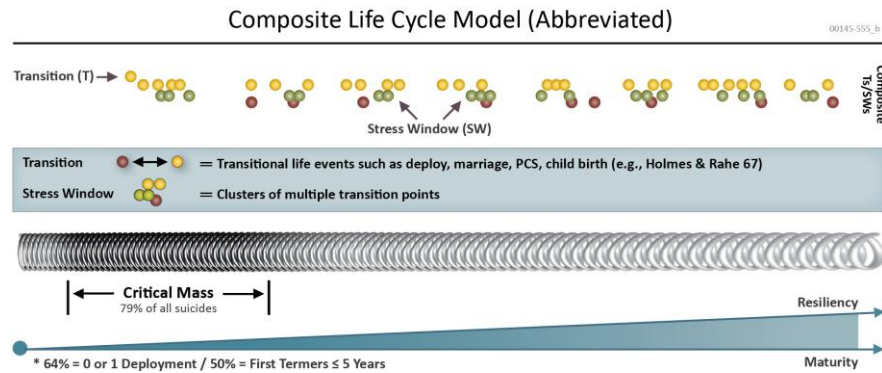 Composite Life Cycle Model (Abbreviated)
00145-555_b
Transition (T)
Stress Window (SW)
Composite
Ts/SWs
Transition = Transitional life events such as deploy, marriage, PCS, child birth (e.g., Holmes & Rahe 67)
Stress Window = Clusters of multiple transition points
Critical Mass
79% of all suicides
Resiliency
* 64% = 0 or 1 Deployment / 50% = First Termers ≤ 5 Years
Maturity